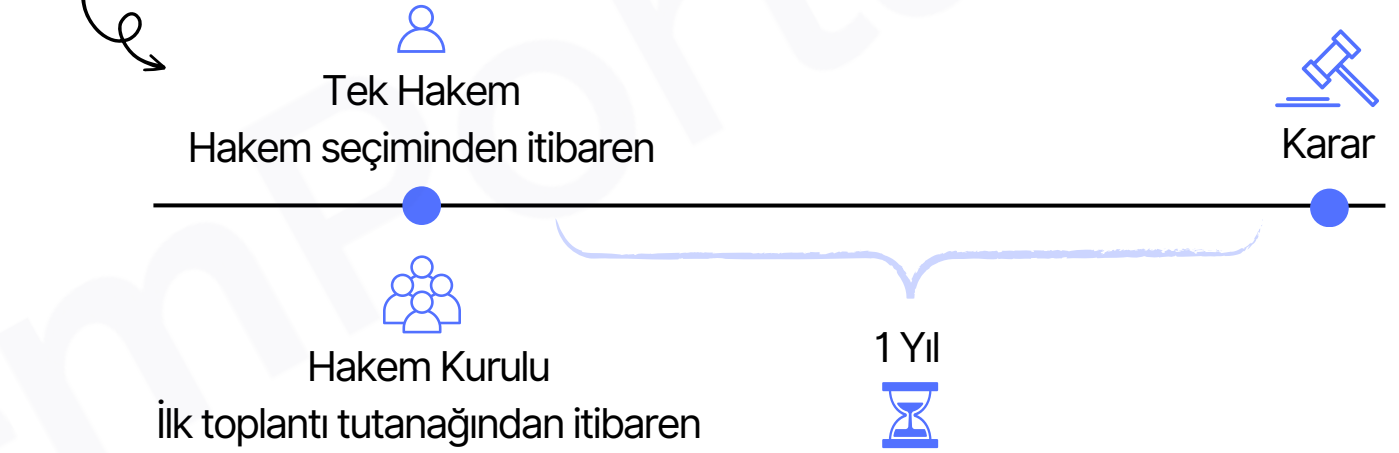 Tek Hakem
Hakem seçiminden itibaren
Karar
Hakem Kurulu
İlk toplantı tutanağından itibaren
1 Yıl